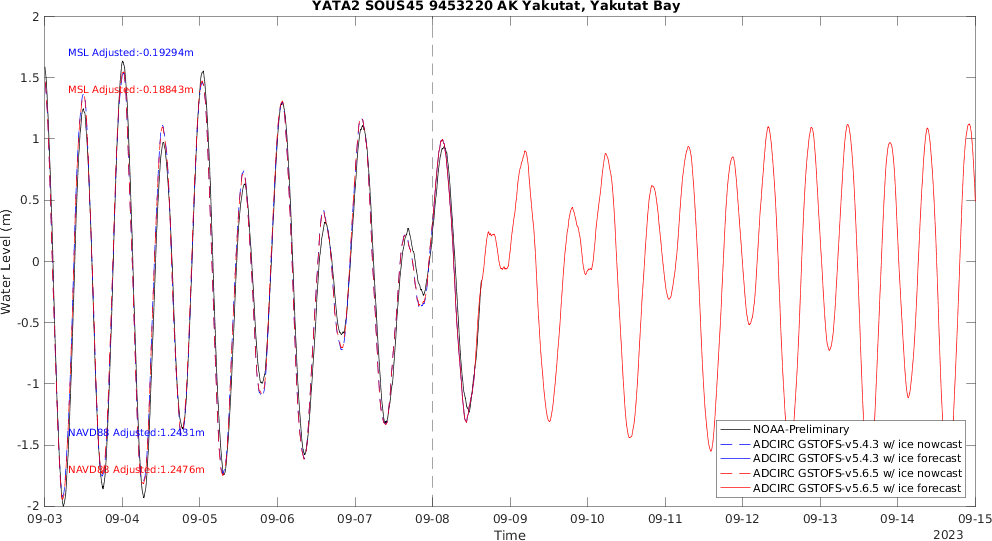 YATA2 SOUS45 9453220 AK Yakutat, Yakutat Bay
2
1.5
1
0.5
0
-0.5
-1
-1.5
-2
Water Level (m)
MSL Adjusted:-0.19294m
MSL Adjusted:-0.18843m
NAVD88 Adjusted:1.2431m
NAVD88 Adjusted:1.2476m
NOAA-Preliminary
ADCIRC GSTOFS-v5.4.3 w/ ice nowcast
ADCIRC GSTOFS-v5.4.3 w/ ice forecast
ADCIRC GSTOFS-v5.6.5 w/ ice nowcast
ADCIRC GSTOFS-v5.6.5 w/ ice forecast
09-03 09-04 09-05 09-06 09-07 09-08 09-09 09-10 09-11 09-12 09-13 09-14 09-15
Time
2023